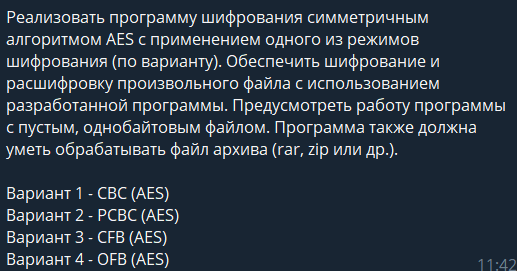 Реализовать программу шифрования симметричным
алгоритмом AES с применением одного из режимов
шифрования (по варианту). Обеспечить шифрование и
расшифровку произвольного файла с использованием
разработанной программы. Предусмотреть работу программы
с пустым, однобайтовым файлом. Программа также должна
уметь обрабатывать файл архива (rar, zip или др.).
Вариант 1 - CBC (AES)
Вариант 2 - PCBC (AES)
Вариант 3 - CFB (AES)
Вариант 4 - OFB (AES)
11:42